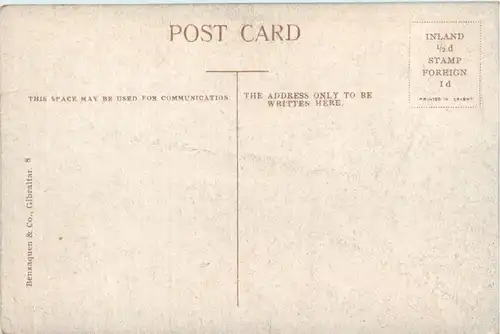 POST CARD
INLAND
½d
STAMP
FOREIGN
1d
PRINTED IN
THIS SPACE MAY BE USED FOR COMMUNICATION
THE ADDRESS ONLY TO BE
WRITTEN HERE.
Benzaquen & Co., Gibraltar. 8